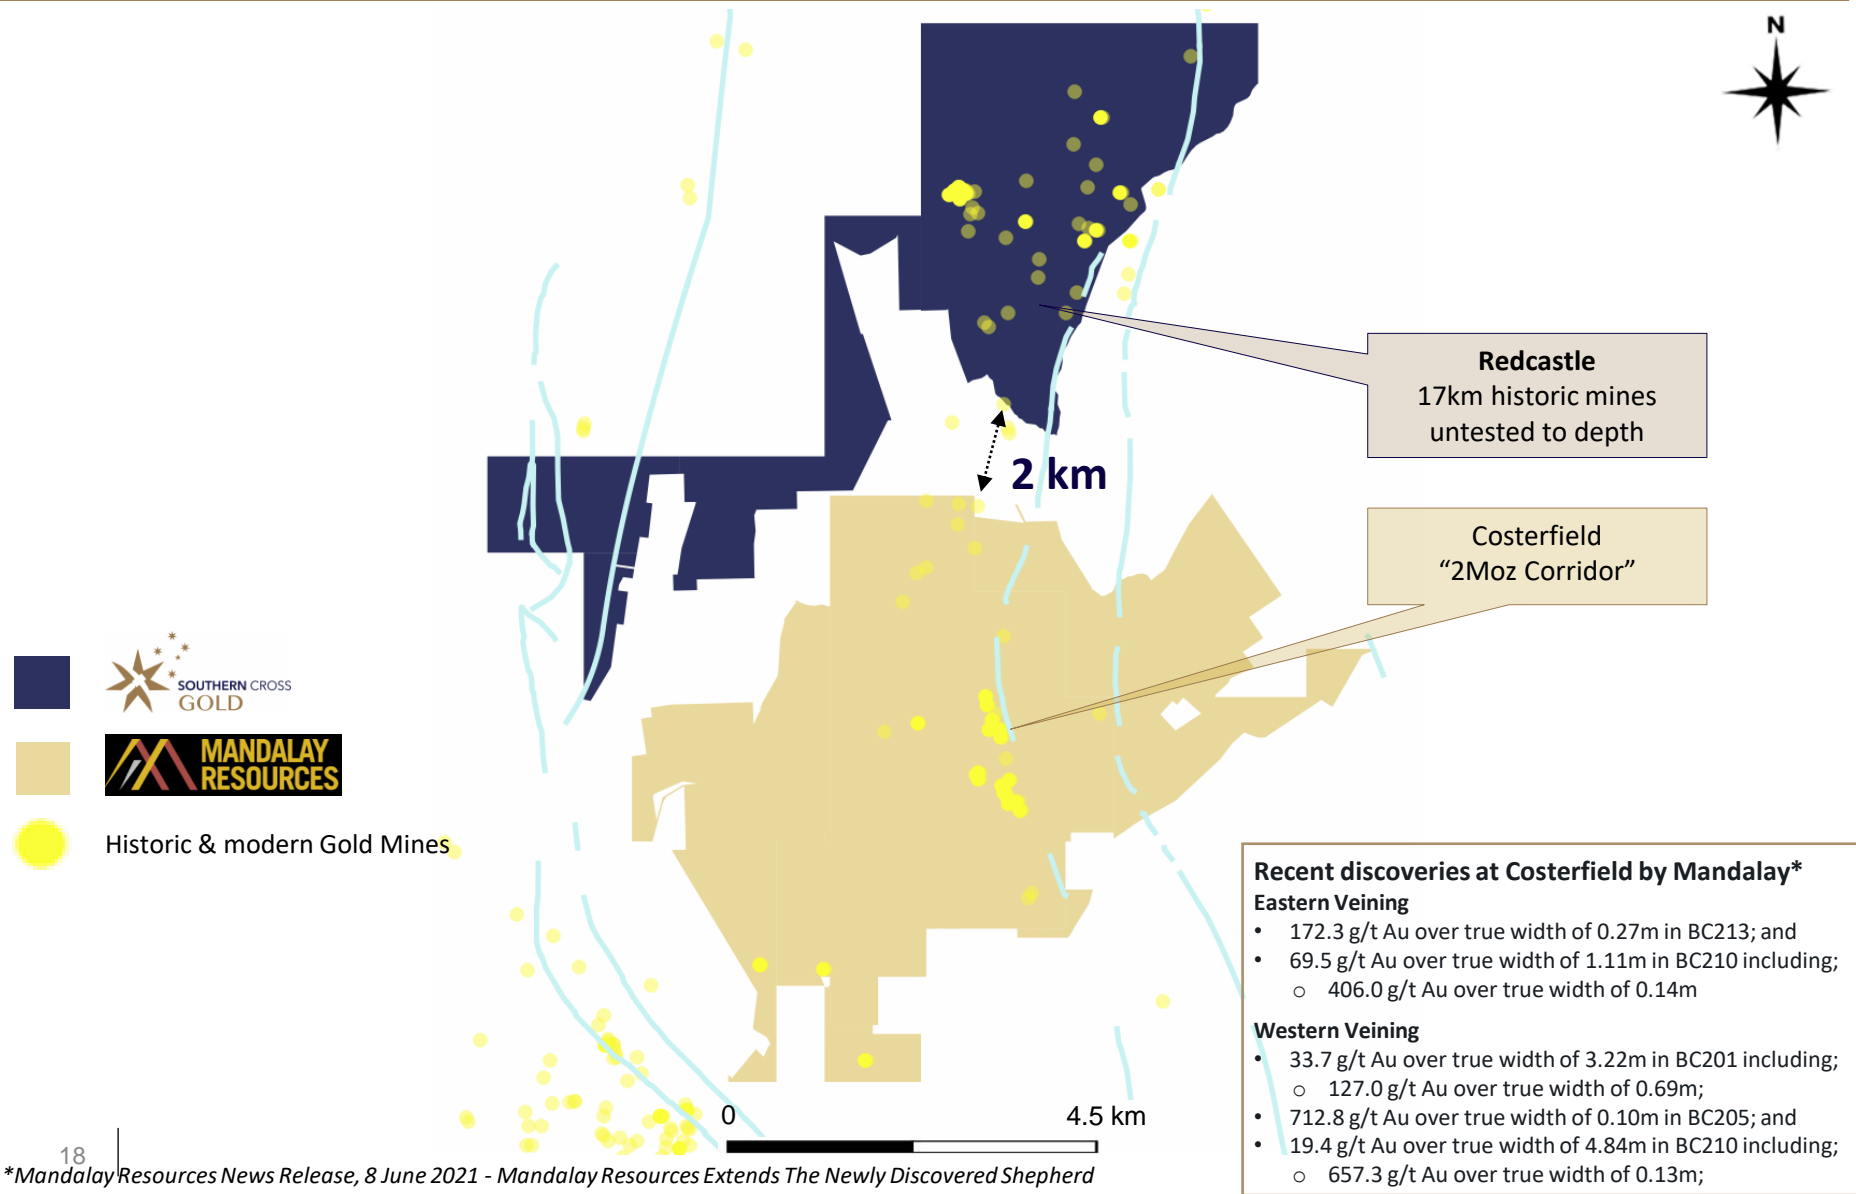 N
Redcastle
17km historic mines
untested to depth
2 km
Costerfield
“2Moz Corridor”
SOUTHERN CROSS
GOLD
MANDALAY
RESOURCES
Historic & modern Gold Mines
Recent discoveries at Costerfield by Mandalay*
Eastern Veining
• 172.3 g/t Au over true width of 0.27m in BC213; and
• 69.5 g/t Au over true width of 1.11m in BC210 including;
o 406.0 g/t Au over true width of 0.14m
Western Veining
• 33.7 g/t Au over true width of 3.22m in BC201 including;
o 127.0 g/t Au over true width of 0.69m;
• 712.8 g/t Au over true width of 0.10m in BC205; and
• 19.4 g/t Au over true width of 4.84m in BC210 including;
o 657.3 g/t Au over true width of 0.13m;
0 4.5 km
18
*Mandalay Resources News Release, 8 June 2021 - Mandalay Resources Extends The Newly Discovered Shepherd